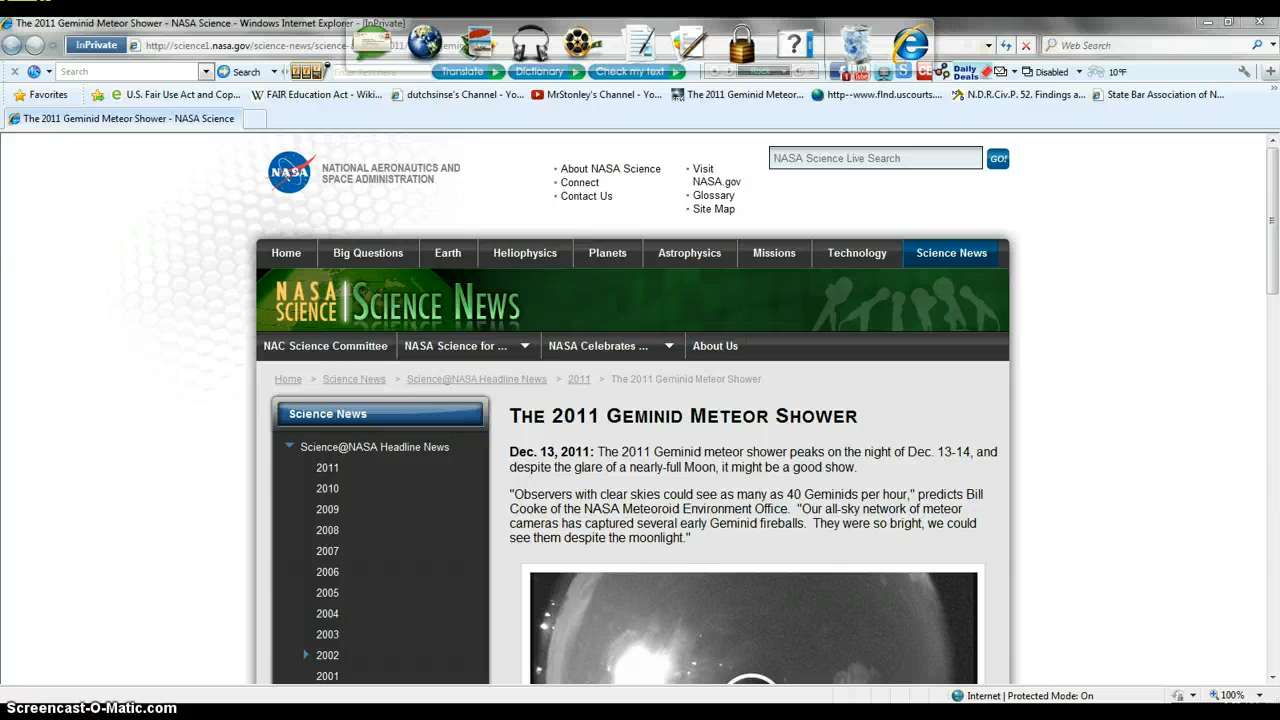 The 2011 Geminid Meteor Shower - NASA Science - Windows Internet Explorer - [InPrivate]
InPrivate
http://science1.nasa.gov/science-news/science-a
Web Search
Search
Search
Translate
Dictionary
Check my text
Daily Deals
Disabled
10°F
Favorites
U.S. Fair Use Act and Cop...
FAIR Education Act - Wiki...
dutchsinse's Channel - Yo...
MrStonley's Channel - Yo...
The 2011 Geminid Meteor...
http--www.flnd.uscourts....
N.D.R.Civ.P. 52. Findings a...
State Bar Association of N...
The 2011 Geminid Meteor Shower - NASA Science
NASA
NATIONAL AERONAUTICS AND
SPACE ADMINISTRATION
About NASA Science
Connect
Contact Us
Visit
NASA.gov
Glossary
Site Map
NASA Science Live Search
GO!
Home
Big Questions
Earth
Heliophysics
Planets
Astrophysics
Missions
Technology
Science News
NASA
SCIENCE
SCIENCE NEWS
NAC Science Committee
NASA Science for ...
NASA Celebrates ...
About Us
Home > Science News > Science@NASA Headline News > 2011 > The 2011 Geminid Meteor Shower
Science News
Science@NASA Headline News
2011
2010
2009
2008
2007
2006
2005
2004
2003
2002
2001
THE 2011 GEMINID METEOR SHOWER
Dec. 13, 2011: The 2011 Geminid meteor shower peaks on the night of Dec. 13-14, and
despite the glare of a nearly-full Moon, it might be a good show.
"Observers with clear skies could see as many as 40 Geminids per hour," predicts Bill
Cooke of the NASA Meteoroid Environment Office. "Our all-sky network of meteor
cameras has captured several early Geminid fireballs. They were so bright, we could
see them despite the moonlight."
Internet | Protected Mode: On
100%
Screencast-O-Matic.com